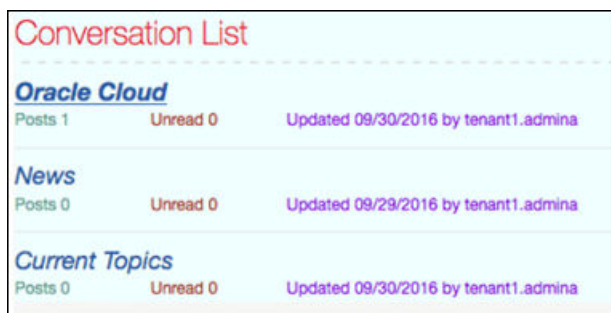 Conversation List
Oracle Cloud
Posts 1 Unread 0 Updated 09/30/2016 by tenant1.admina
News
Posts 0 Unread 0 Updated 09/29/2016 by tenant1.admina
Current Topics
Posts 0 Unread 0 Updated 09/30/2016 by tenant1.admina